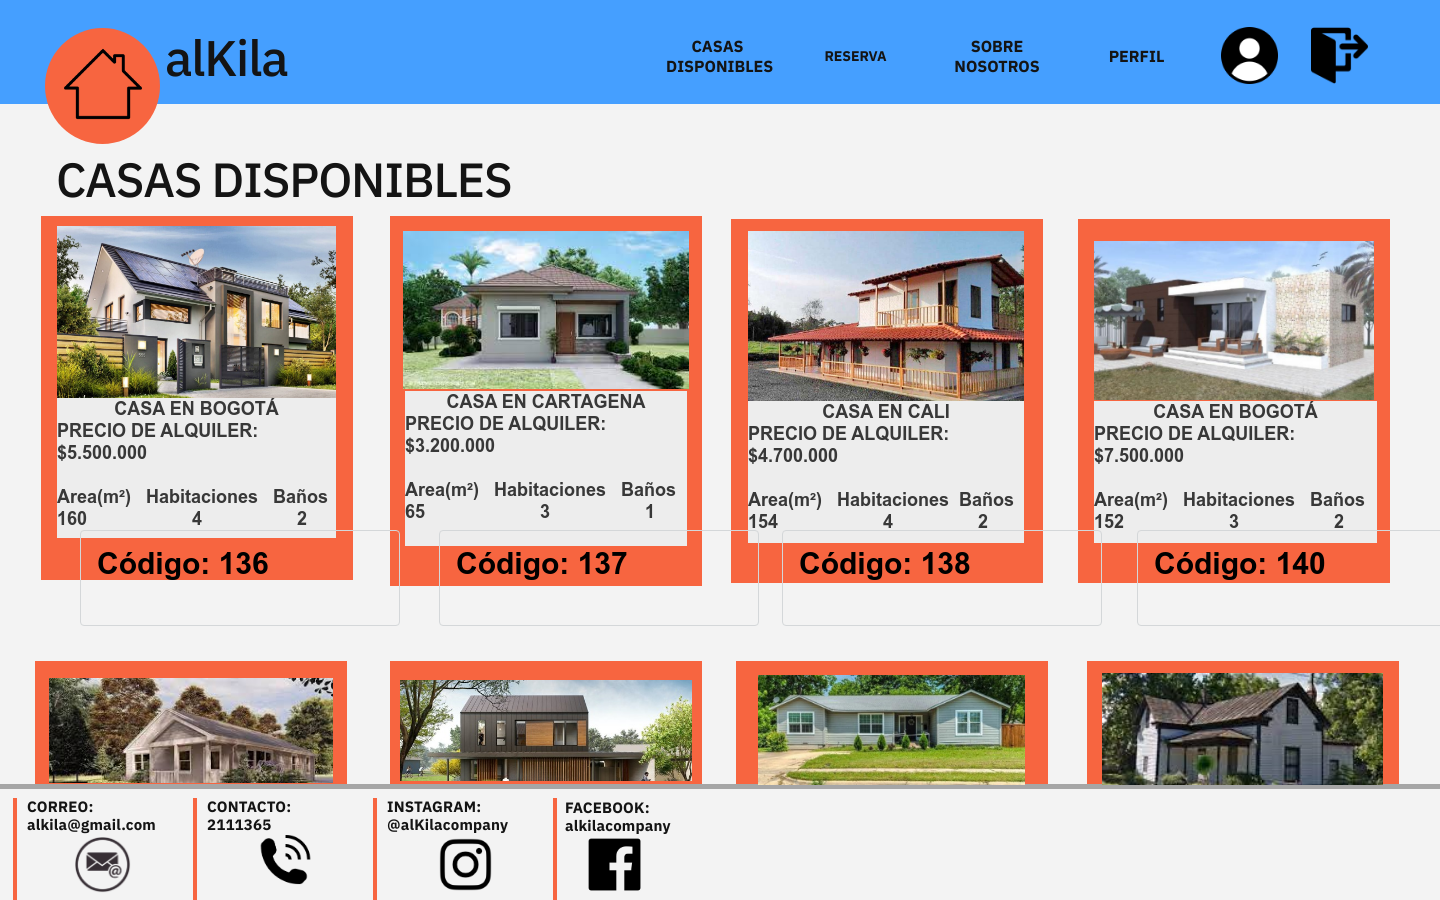 alKila
CASAS
DISPONIBLES
RESERVA
SOBRE
NOSOTROS
PERFIL
CASAS DISPONIBLES
CASA EN BOGOTÁ
PRECIO DE ALQUILER:
$5.500.000
Area(m²) Habitaciones Baños
160 4 2
Código: 136
CASA EN CARTAGENA
PRECIO DE ALQUILER:
$3.200.000
Area(m²) Habitaciones Baños
65 3 1
Código: 137
CASA EN CALI
PRECIO DE ALQUILER:
$4.700.000
Area(m²) Habitaciones Baños
154 4 2
Código: 138
CASA EN BOGOTÁ
PRECIO DE ALQUILER:
$7.500.000
Area(m²) Habitaciones Baños
152 3 2
Código: 140
CORREO:
alkila@gmail.com
CONTACTO:
2111365
INSTAGRAM:
@alKilacompany
FACEBOOK:
alkilacompany